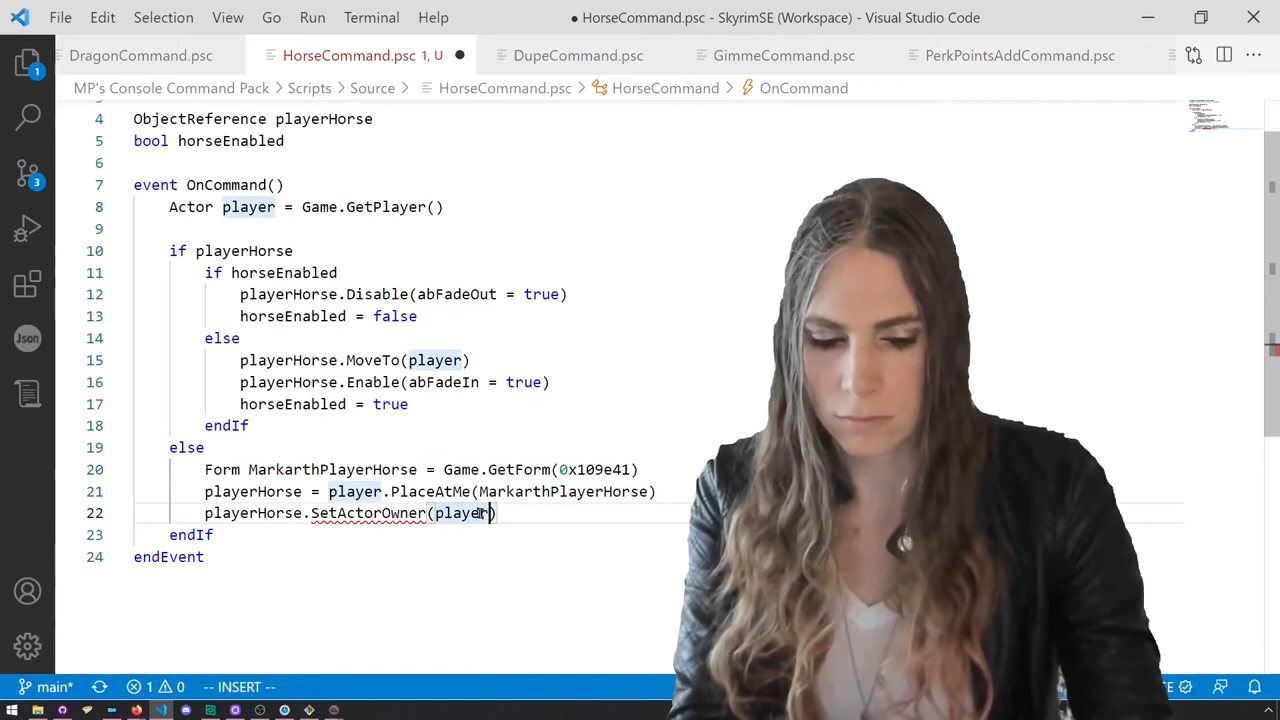 File Edit Selection View Go Run Terminal Help ● HorseCommand.psc - SkyrimSE (Workspace) - Visual Studio Code
DragonCommand.psc HorseCommand.psc 1, U ● DupeCommand.psc GimmeCommand.psc PerkPointsAddCommand.psc
MP's Console Command Pack > Scripts > Source > HorseCommand.psc > HorseCommand > OnCommand
4 ObjectReference playerHorse
5 bool horseEnabled
6
7 event OnCommand()
8 Actor player = Game.GetPlayer()
9
10 if playerHorse
11 if horseEnabled
12 playerHorse.Disable(abFadeOut = true)
13 horseEnabled = false
14 else
15 playerHorse.MoveTo(player)
16 playerHorse.Enable(abFadeIn = true)
17 horseEnabled = true
18 endIf
19 else
20 Form MarkarthPlayerHorse = Game.GetForm(0x109e41)
21 playerHorse = player.PlaceAtMe(MarkarthPlayerHorse)
22 playerHorse.SetActorOwner(player)
23 endIf
24 endEvent
1
3
Json
main* 1 0 -- INSERT --